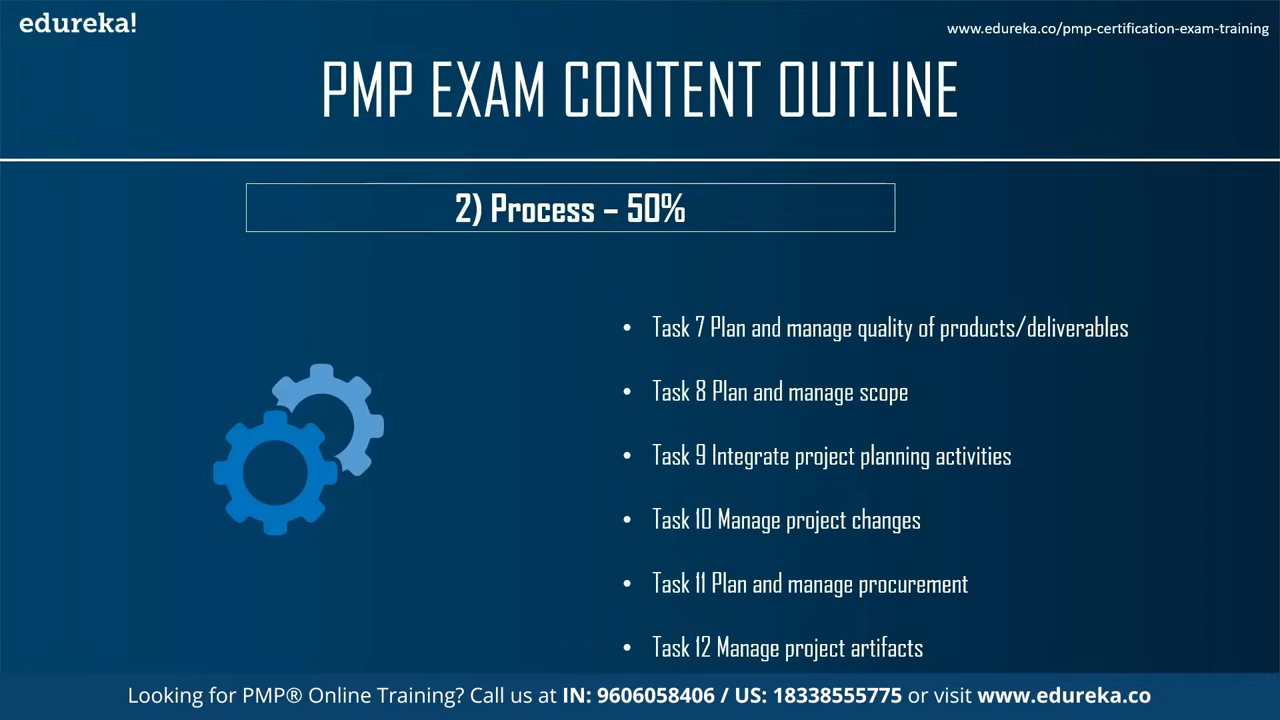 edureka!
www.edureka.co/pmp-certification-exam-training
PMP EXAM CONTENT OUTLINE
2) Process – 50%
• Task 7 Plan and manage quality of products/deliverables
• Task 8 Plan and manage scope
• Task 9 Integrate project planning activities
• Task 10 Manage project changes
• Task 11 Plan and manage procurement
• Task 12 Manage project artifacts
Looking for PMP® Online Training? Call us at IN: 9606058406 / US: 18338555775 or visit www.edureka.co